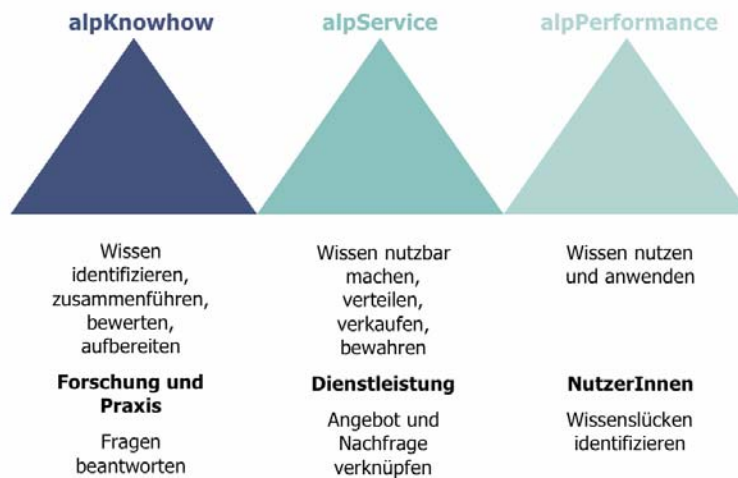 alpKnowhow
alpService
alpPerformance
Wissen
identifizieren,
zusammenführen,
bewerten,
aufbereiten
Wissen nutzbar
machen,
verteilen,
verkaufen,
bewahren
Wissen nutzen
und anwenden
Forschung und
Praxis
Dienstleistung
NutzerInnen
Fragen
beantworten
Angebot und
Nachfrage
verknüpfen
Wissenslücken
identifizieren